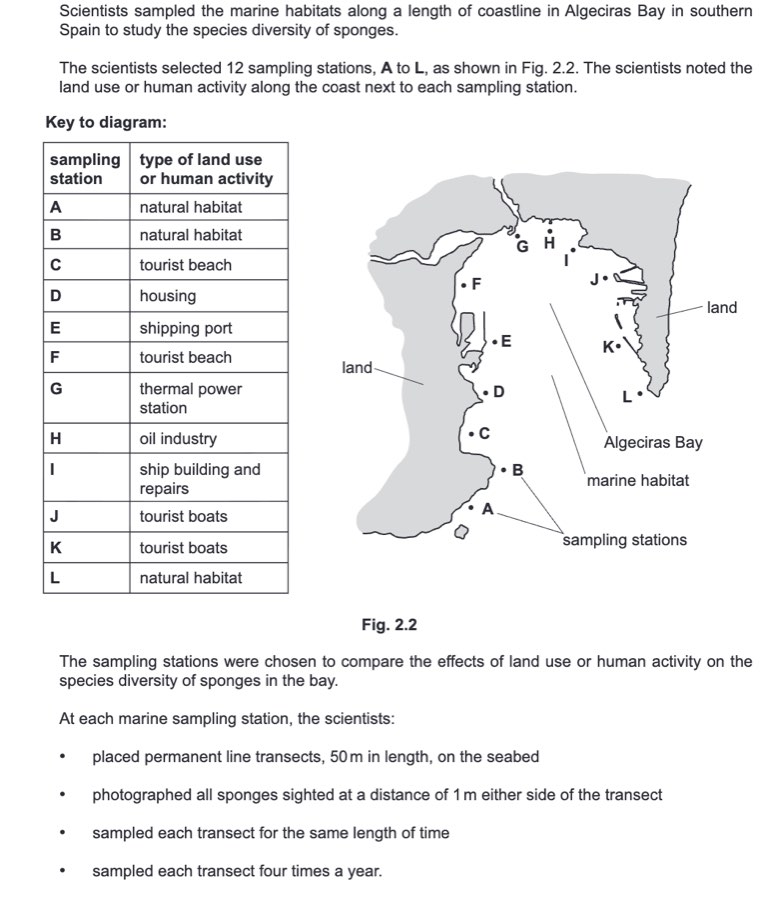 Scientists sampled the marine habitats along a length of coastline in Algeciras Bay in southern
Spain to study the species diversity of sponges.
The scientists selected 12 sampling stations, A to L, as shown in Fig. 2.2. The scientists noted the
land use or human activity along the coast next to each sampling station.
Key to diagram:
sampling station type of land use or human activity
A natural habitat
B natural habitat
C tourist beach
D housing
E shipping port
F tourist beach
G thermal power station
H oil industry
I ship building and repairs
J tourist boats
K tourist boats
L natural habitat
G H
I
F
J
land
E
K
land
D
L
C
Algeciras Bay
B
marine habitat
A
sampling stations
Fig. 2.2
The sampling stations were chosen to compare the effects of land use or human activity on the
species diversity of sponges in the bay.
At each marine sampling station, the scientists:
• placed permanent line transects, 50 m in length, on the seabed
• photographed all sponges sighted at a distance of 1 m either side of the transect
• sampled each transect for the same length of time
• sampled each transect four times a year.